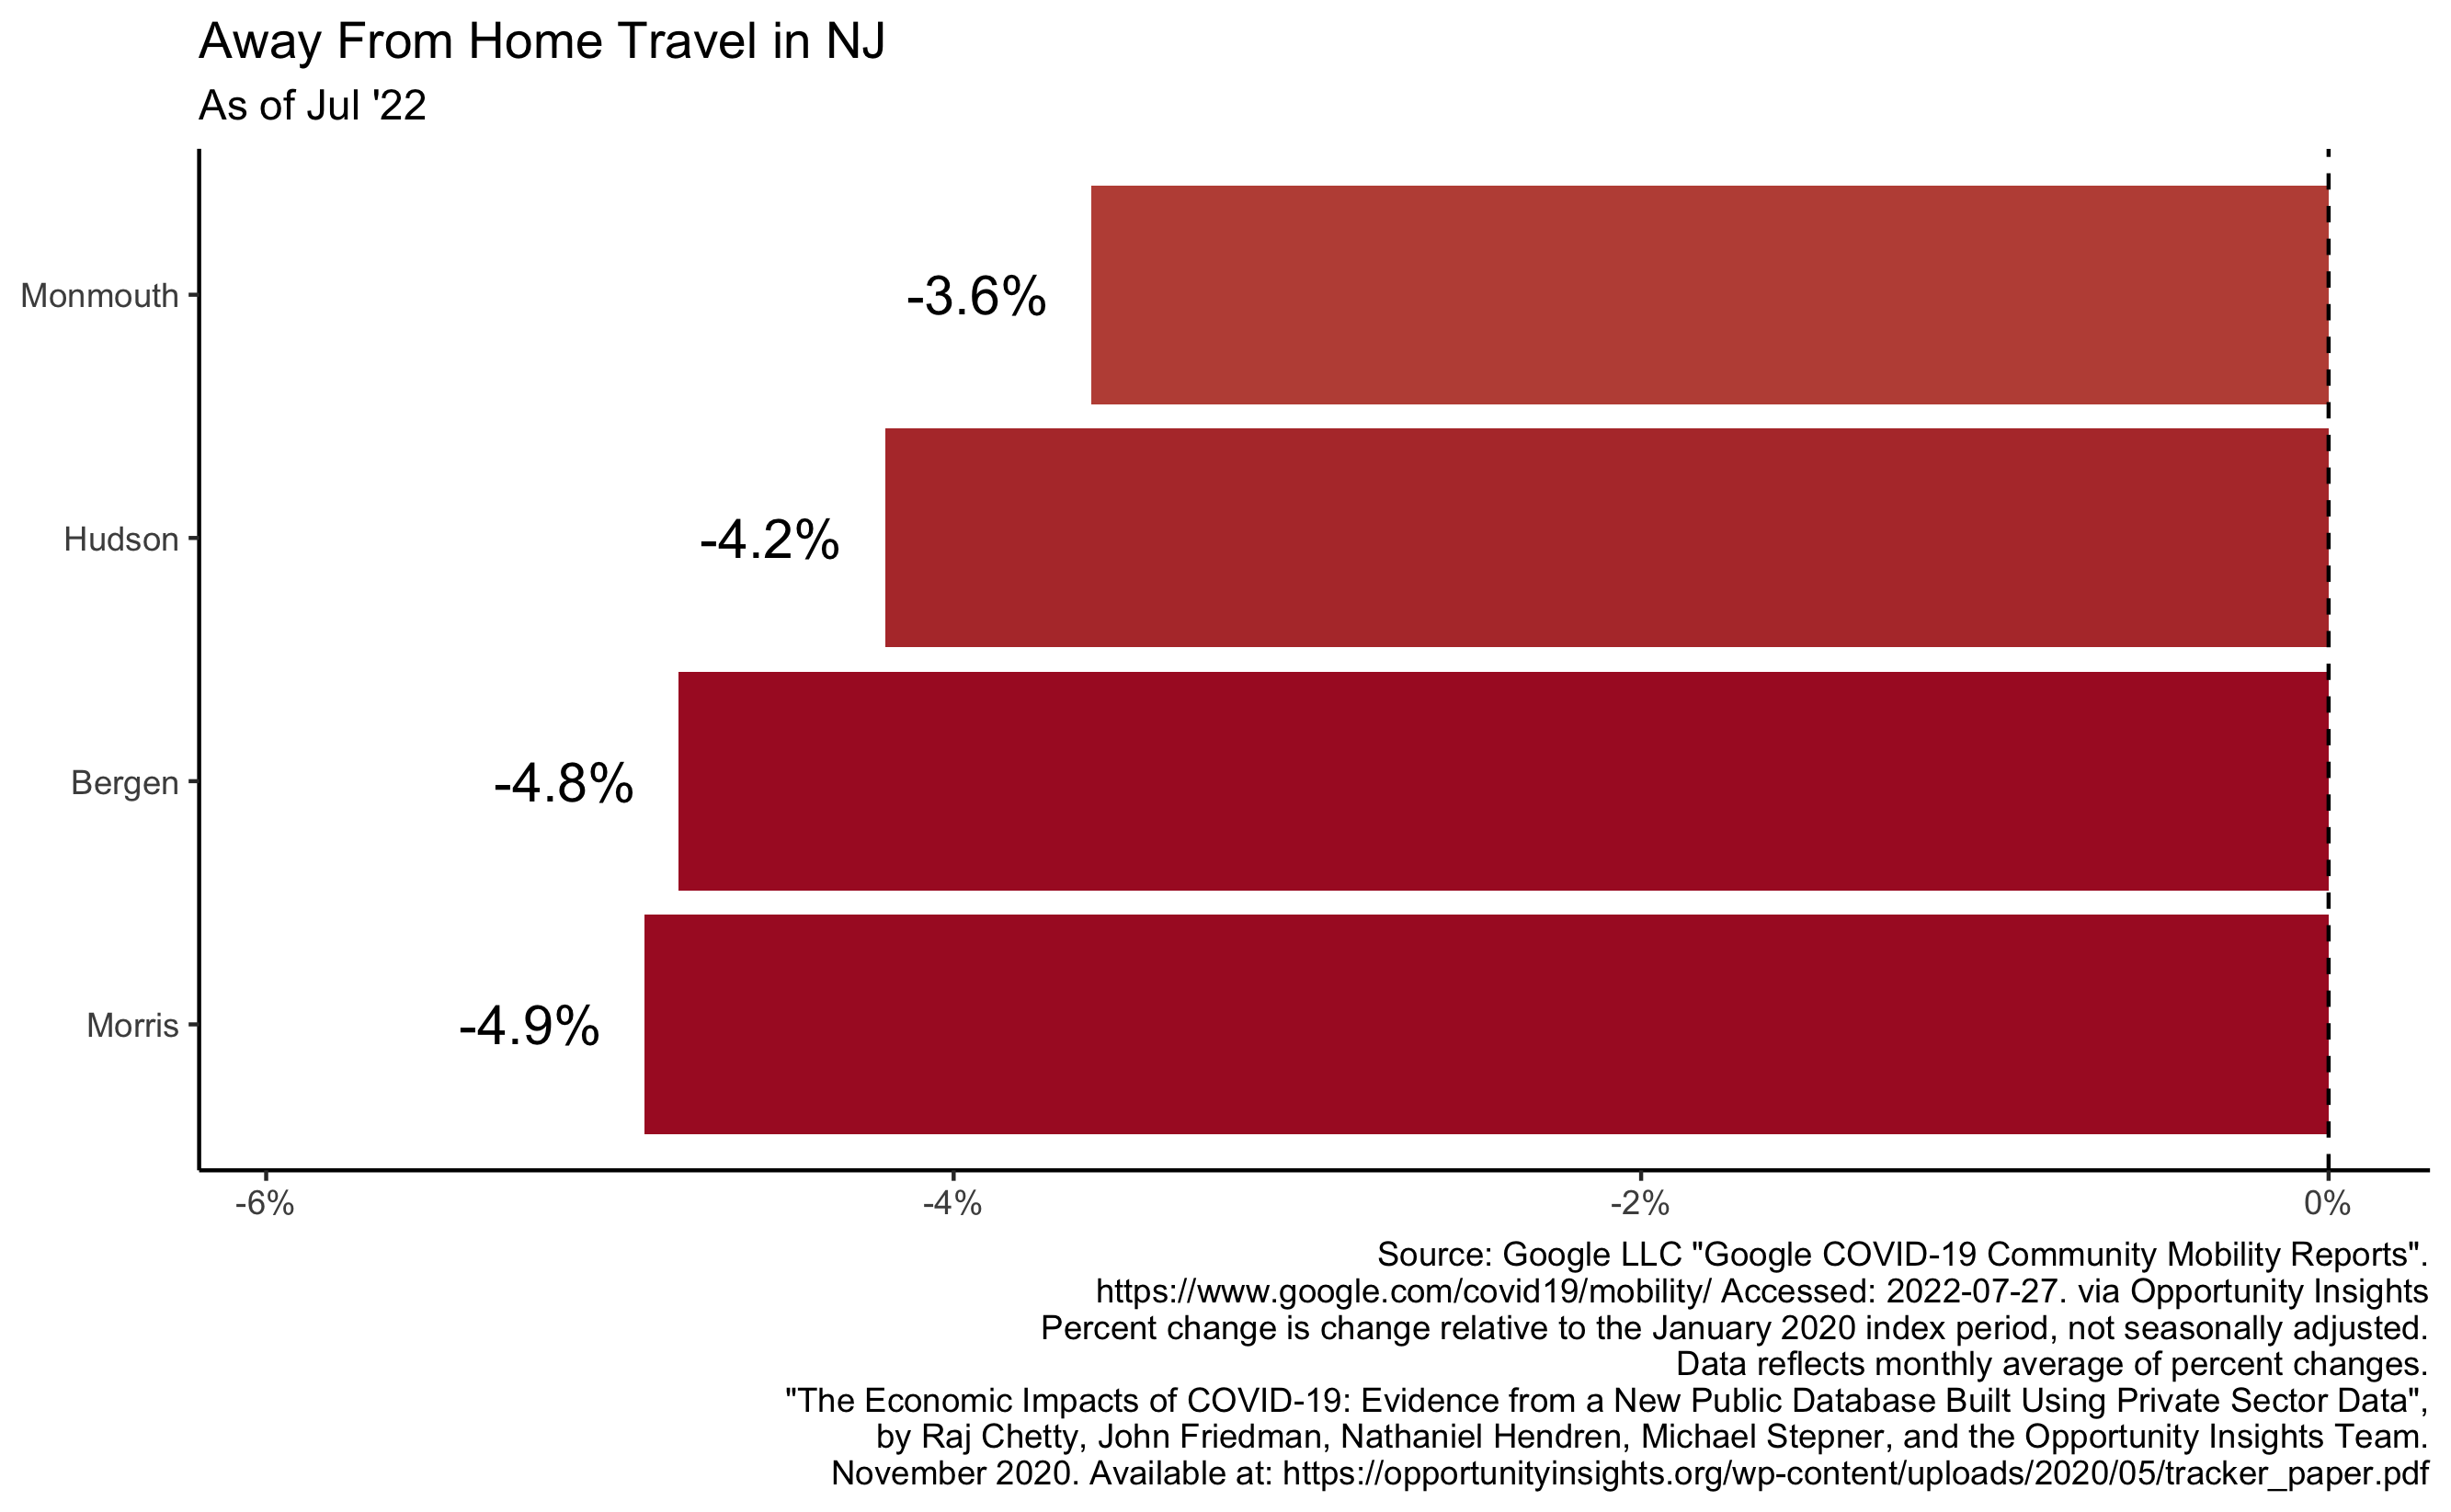 Away From Home Travel in NJ
As of Jul '22
Monmouth
-3.6%
Hudson
-4.2%
Bergen
-4.8%
Morris
-4.9%
-6%
-4%
-2%
0%
Source: Google LLC "Google COVID-19 Community Mobility Reports".
https://www.google.com/covid19/mobility/ Accessed: 2022-07-27. via Opportunity Insights
Percent change is change relative to the January 2020 index period, not seasonally adjusted.
Data reflects monthly average of percent changes.
"The Economic Impacts of COVID-19: Evidence from a New Public Database Built Using Private Sector Data",
by Raj Chetty, John Friedman, Nathaniel Hendren, Michael Stepner, and the Opportunity Insights Team.
November 2020. Available at: https://opportunityinsights.org/wp-content/uploads/2020/05/tracker_paper.pdf